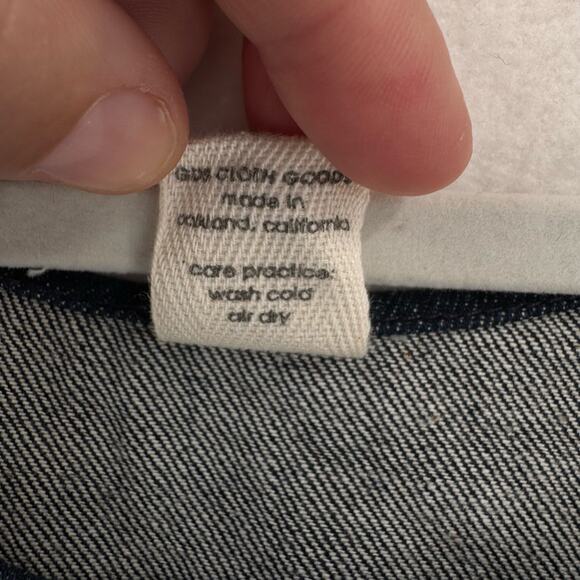 GDS CLOTH GOODS
made in
oakland, california
care practice:
wash cold
air dry